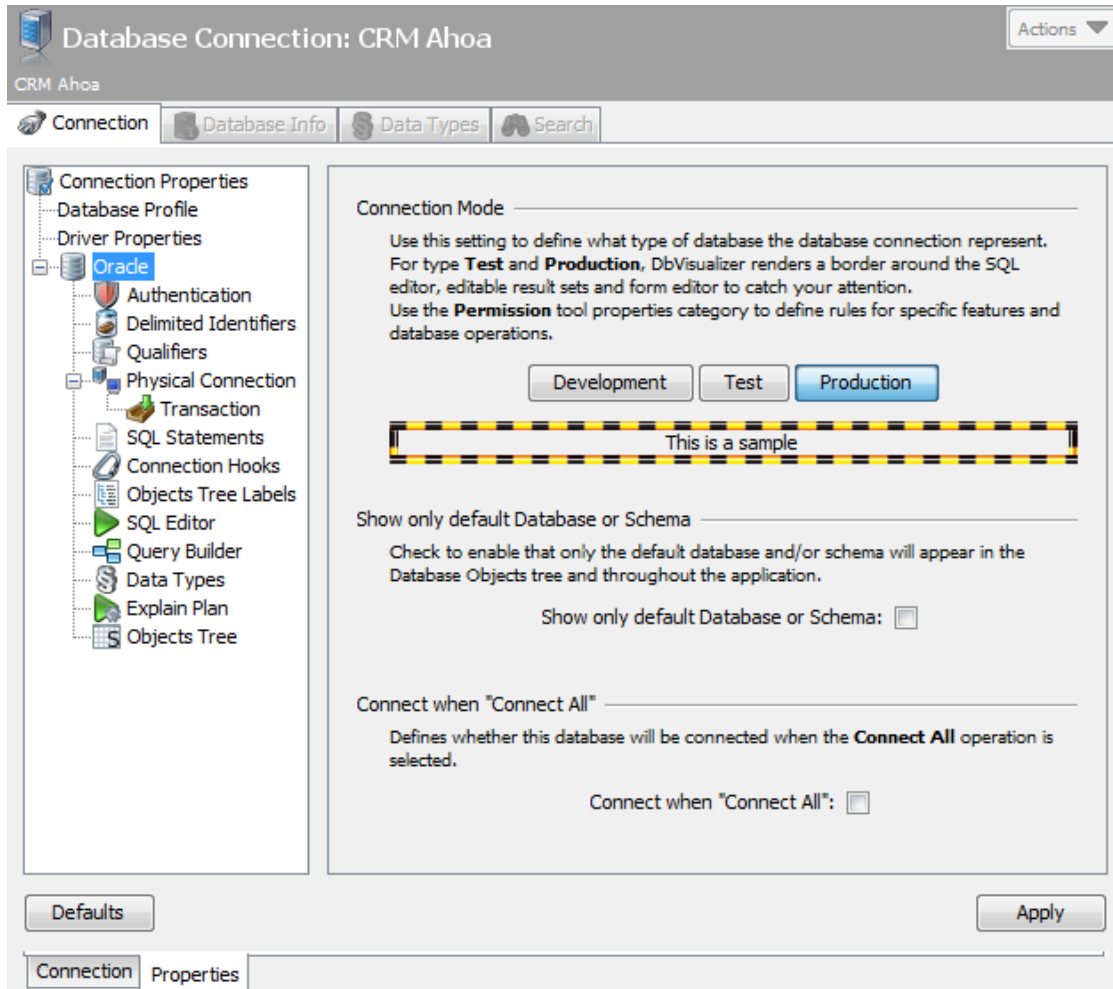 Database Connection: CRM Ahoa
Actions
CRM Ahoa
Connection
Database Info
Data Types
Search
Connection Properties
Database Profile
Driver Properties
Oracle
Authentication
Delimited Identifiers
Qualifiers
Physical Connection
Transaction
SQL Statements
Connection Hooks
Objects Tree Labels
SQL Editor
Query Builder
Data Types
Explain Plan
Objects Tree
Connection Mode
Use this setting to define what type of database the database connection represent.
For type Test and Production, DbVisualizer renders a border around the SQL
editor, editable result sets and form editor to catch your attention.
Use the Permission tool properties category to define rules for specific features and
database operations.
Development
Test
Production
This is a sample
Show only default Database or Schema
Check to enable that only the default database and/or schema will appear in the
Database Objects tree and throughout the application.
Show only default Database or Schema:
Connect when "Connect All"
Defines whether this database will be connected when the Connect All operation is
selected.
Connect when "Connect All":
Defaults
Apply
Connection
Properties